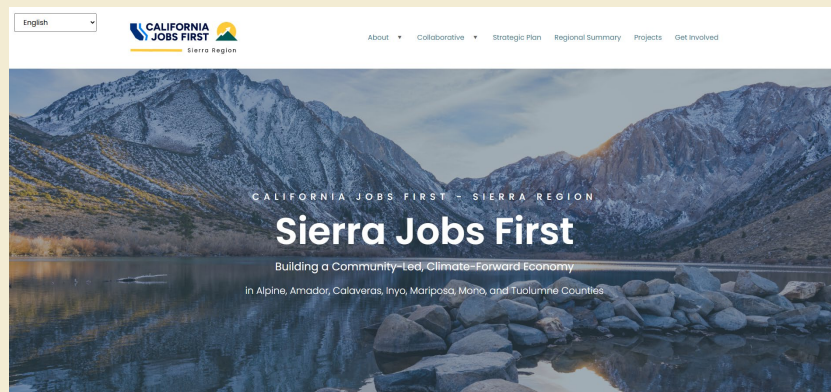 English
CALIFORNIA
JOBS FIRST
Sierra Region
About Collaborative Strategic Plan Regional Summary Projects Get Involved
CALIFORNIA JOBS FIRST - SIERRA REGION
Sierra Jobs First
Building a Community-Led, Climate-Forward Economy
in Alpine, Amador, Calaveras, Inyo, Mariposa, Mono, and Tuolumne Counties